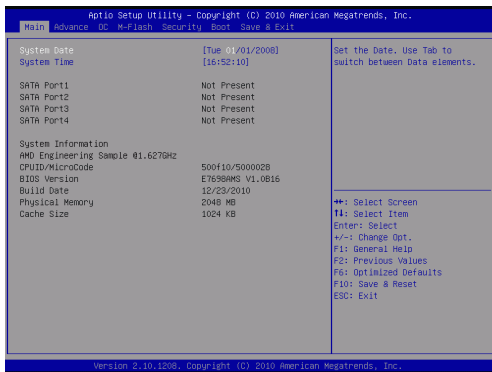 Aptio Setup Utility – Copyright (C) 2010 American Megatrends, Inc.
Main Advance OC M-Flash Security Boot Save & Exit
System Date [Tue 01/01/2008]
System Time [16:52:10]
SATA Port1 Not Present
SATA Port2 Not Present
SATA Port3 Not Present
SATA Port4 Not Present
System Information
AMD Engineering Sample @1.627GHz
CPUID/MicroCode 500f10/5000028
BIOS Version E7698AMS V1.0B16
Build Date 12/23/2010
Physical Memory 2048 MB
Cache Size 1024 KB
Set the Date. Use Tab to
switch between Data elements.
→←: Select Screen
↑↓: Select Item
Enter: Select
+/-: Change Opt.
F1: General Help
F2: Previous Values
F6: Optimized Defaults
F10: Save & Reset
ESC: Exit
Version 2.10.1208. Copyright (C) 2010 American Megatrends, Inc.